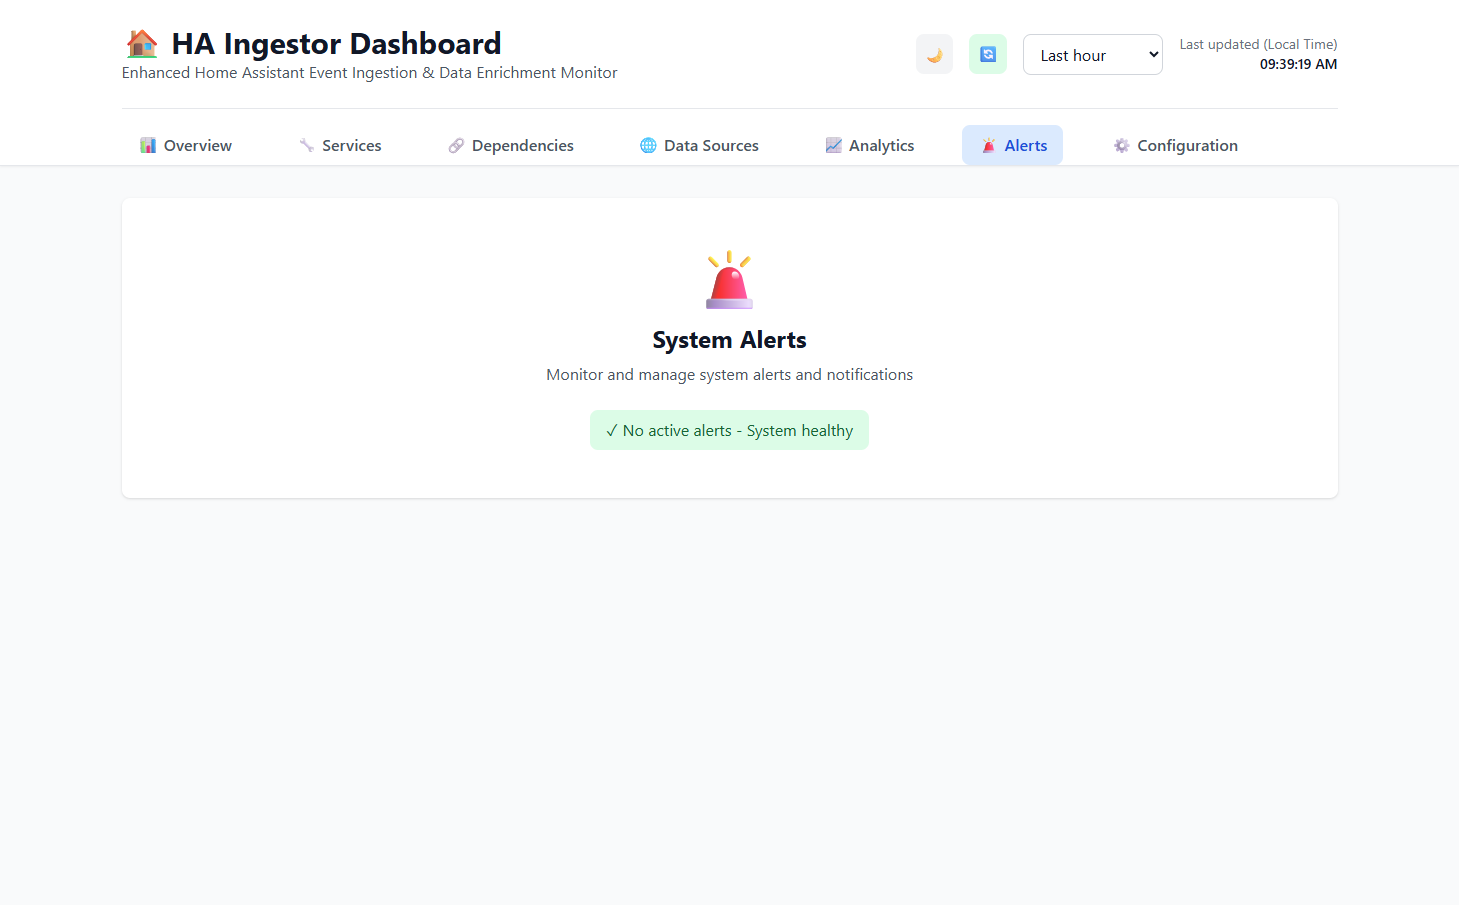 HA Ingestor Dashboard
Enhanced Home Assistant Event Ingestion & Data Enrichment Monitor
Last hour
Last updated (Local Time)
09:39:19 AM
Overview
Services
Dependencies
Data Sources
Analytics
Alerts
Configuration
System Alerts
Monitor and manage system alerts and notifications
✓ No active alerts - System healthy